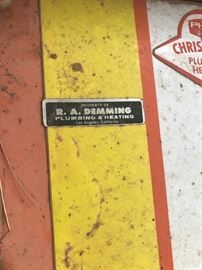 PROPERTY OF
R. A. DEMMING
PLUMBING & HEATING
Los Angeles, California
CHRIS
PLU
HE